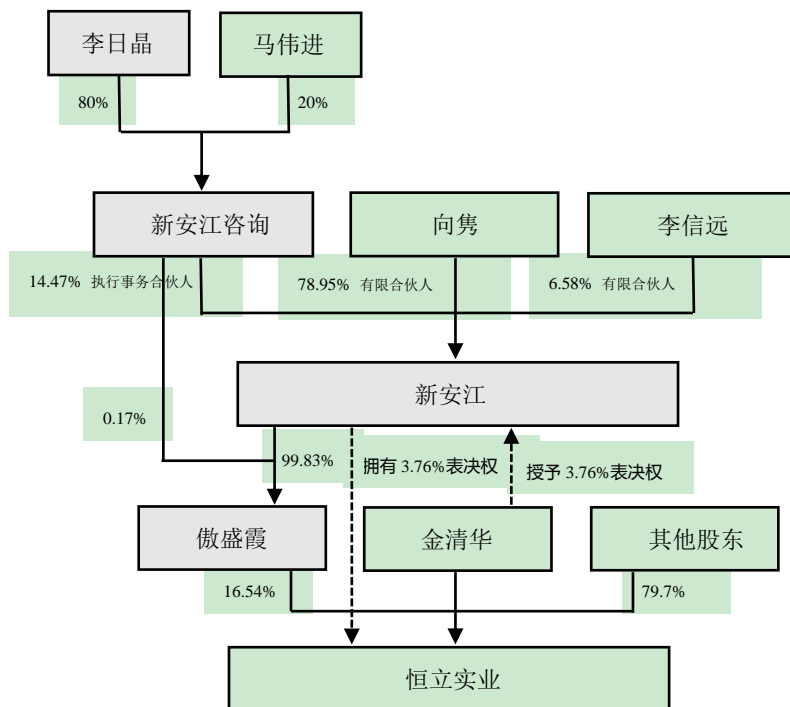 李日晶
马伟进
80%
20%
新安江咨询
向隽
李信远
14.47% 执行事务合伙人
78.95% 有限合伙人
6.58% 有限合伙人
新安江
0.17%
99.83%
拥有 3.76%表决权
授予 3.76%表决权
傲盛霞
金清华
其他股东
16.54%
79.7%
恒立实业